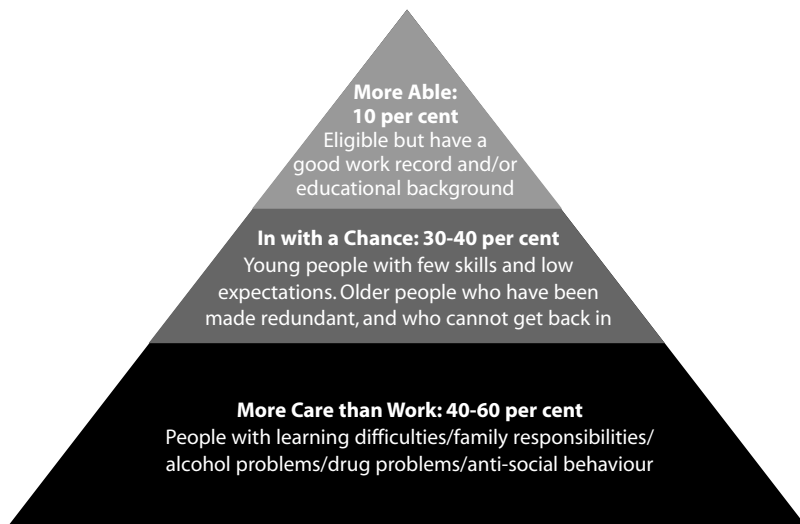 More Able:
10 per cent
Eligible but have a
good work record and/or
educational background
In with a Chance: 30-40 per cent
Young people with few skills and low
expectations. Older people who have been
made redundant, and who cannot get back in
More Care than Work: 40-60 per cent
People with learning difficulties/family responsibilities/
alcohol problems/drug problems/anti-social behaviour